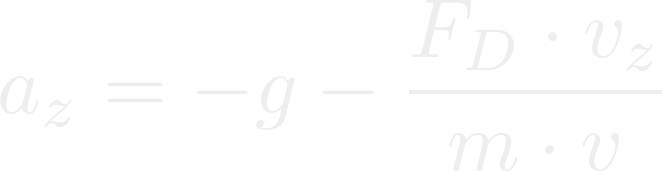 a_z = -g - \frac{F_D \cdot v_z}{m \cdot v}